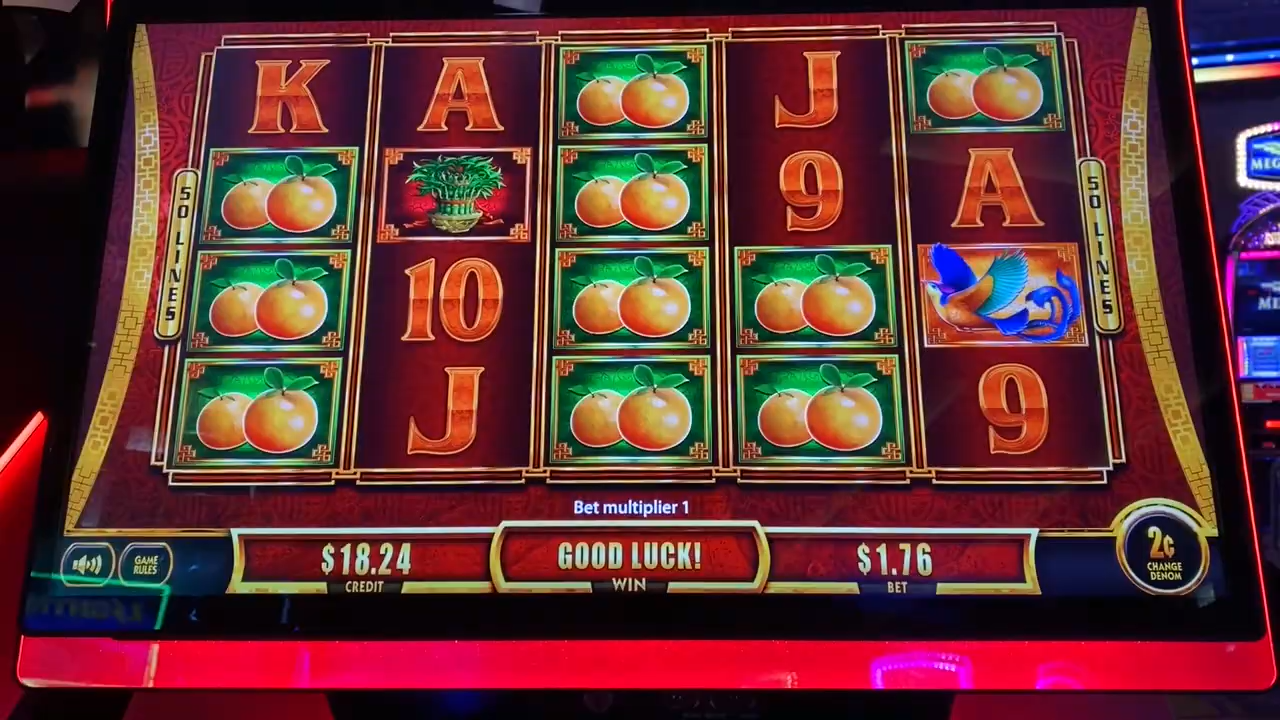 K A J
9 A
10
J 9
50 LINES
50 LINES
Bet multiplier 1
$18.24 GOOD LUCK! $1.76
CREDIT WIN BET
GAME
RULES
2¢
CHANGE
DENOM
MEG